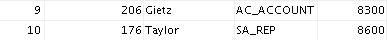 9 206 Gietz AC_ACCOUNT 8300
10 176 Taylor SA_REP 8600